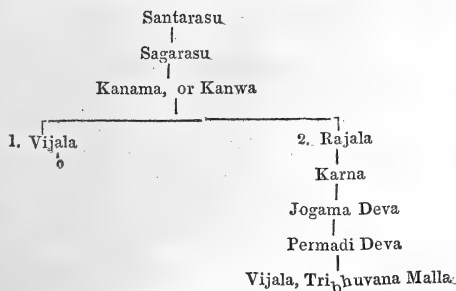 Santarasu
Sagarasu
Kanama, or Kanwa
1. Vijala
2. Rajala
o
Karna
Jogama Deva
Permadi Deva
Vijala, Tribhuvana Malla.